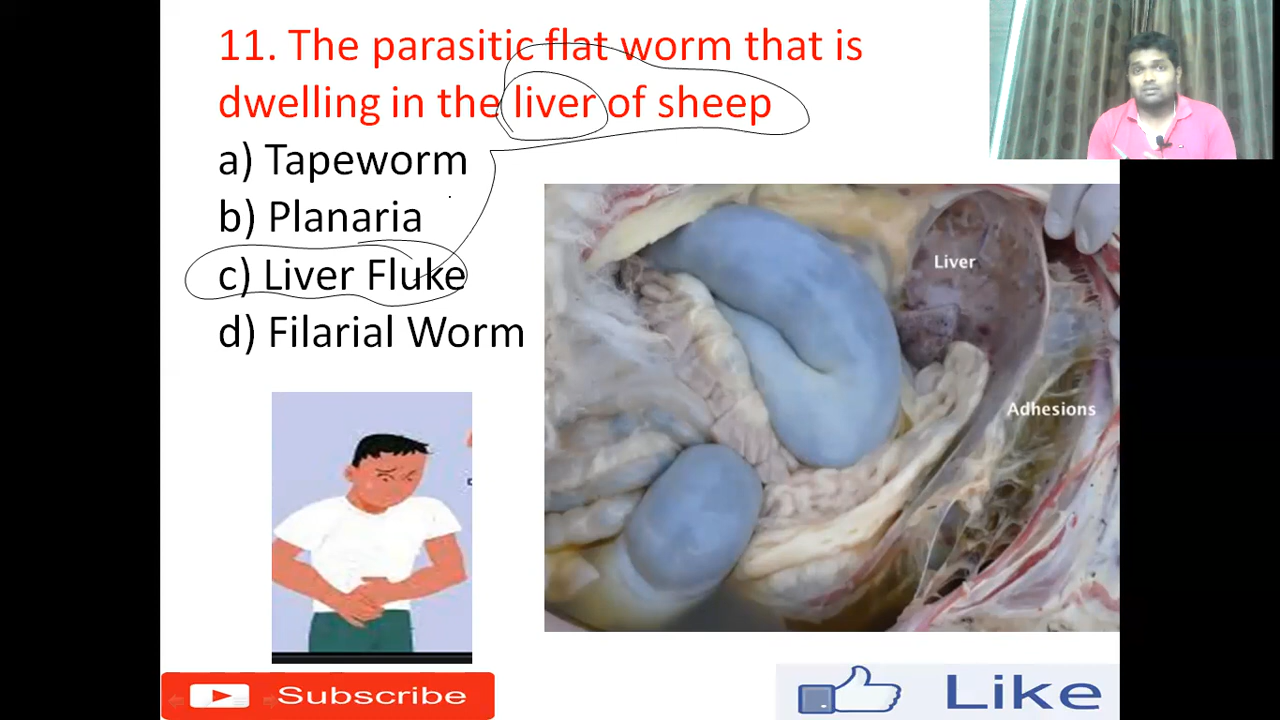 11. The parasitic flat worm that is
dwelling in the liver of sheep
a) Tapeworm
b) Planaria
c) Liver Fluke
d) Filarial Worm
Liver
Adhesions
Subscribe
Like